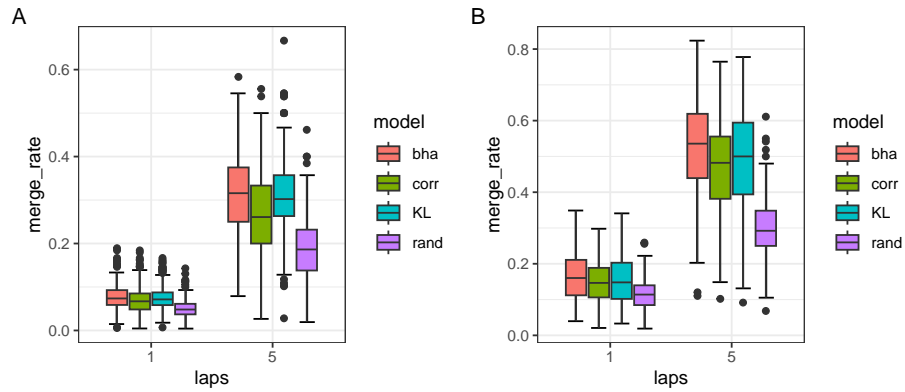 A
merge_rate
0.6
0.4
0.2
0.0
1
5
laps
model
bha
corr
KL
rand
B
merge_rate
0.8
0.6
0.4
0.2
0.0
1
5
laps
model
bha
corr
KL
rand